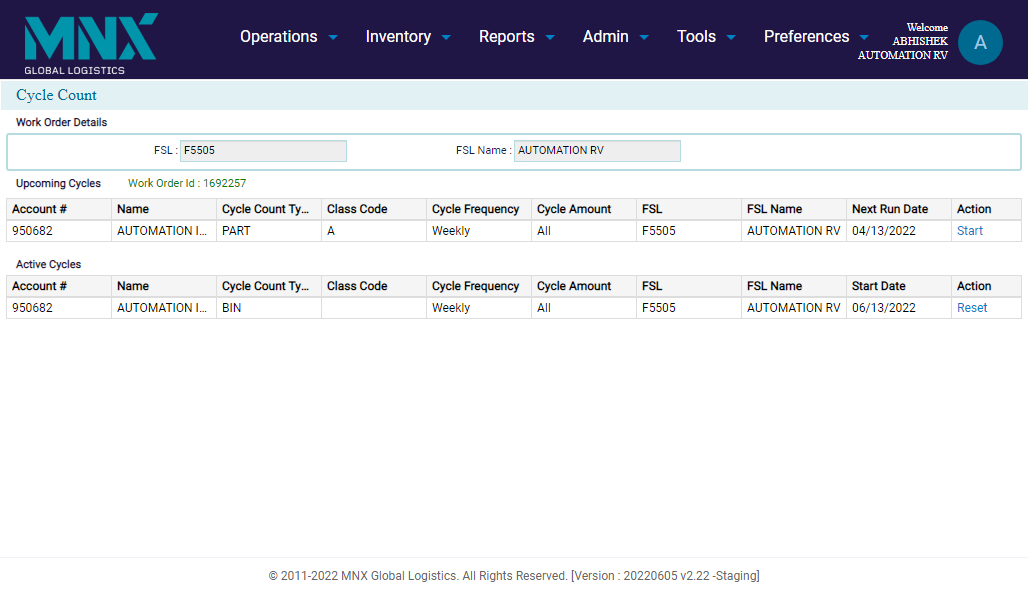 MNX
GLOBAL LOGISTICS
Operations Inventory Reports Admin Tools Preferences
Welcome
ABHISHEK
AUTOMATION RV
A
Cycle Count
Work Order Details
FSL : F5505 FSL Name : AUTOMATION RV
Upcoming Cycles Work Order Id : 1692257
Account # Name Cycle Count Ty... Class Code Cycle Frequency Cycle Amount FSL FSL Name Next Run Date Action
950682 AUTOMATION I... PART A Weekly All F5505 AUTOMATION RV 04/13/2022 Start
Active Cycles
Account # Name Cycle Count Ty... Class Code Cycle Frequency Cycle Amount FSL FSL Name Start Date Action
950682 AUTOMATION I... BIN Weekly All F5505 AUTOMATION RV 06/13/2022 Reset
© 2011-2022 MNX Global Logistics. All Rights Reserved. [Version : 20220605 v2.22 -Staging]